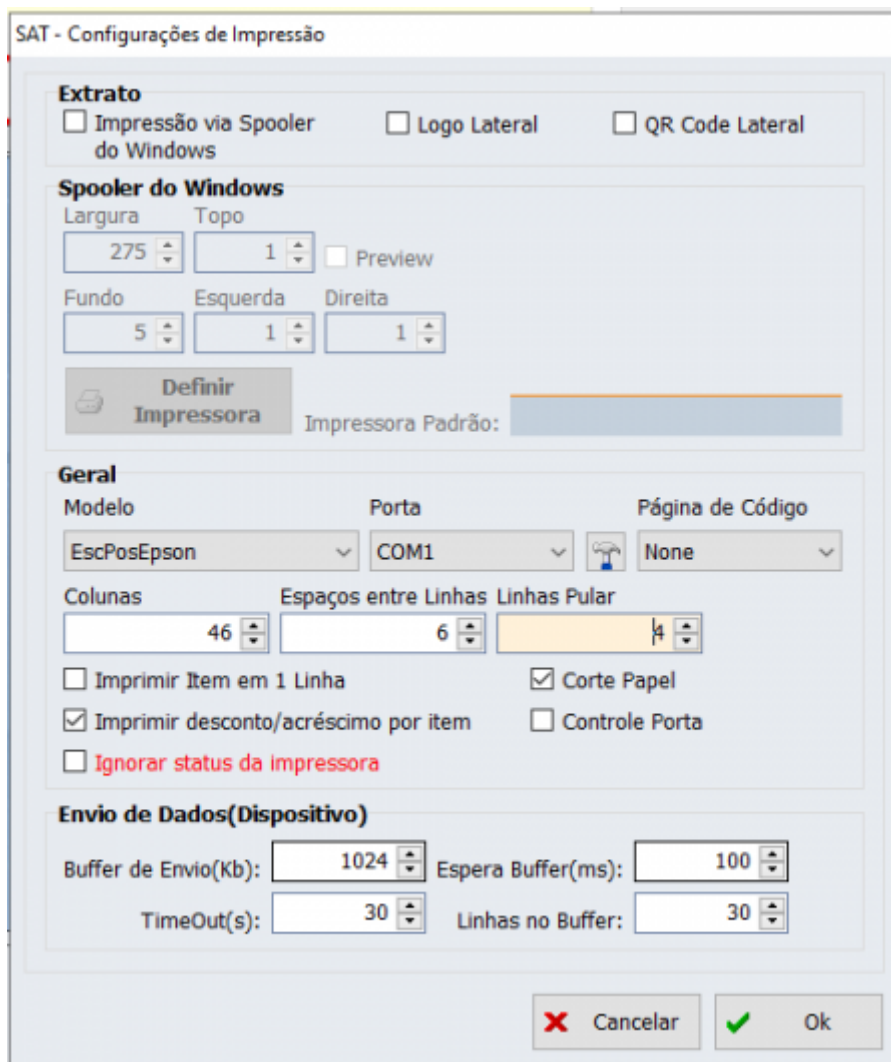 SAT - Configurações de Impressão
Extrato
Impressão via Spooler do Windows
Logo Lateral
QR Code Lateral
Spooler do Windows
Largura Topo
275 1 Preview
Fundo Esquerda Direita
5 1 1
Definir Impressora
Impressora Padrão:
Geral
Modelo Porta Página de Código
EscPosEpson COM1 None
Colunas Espaços entre Linhas Linhas Pular
46 6 4
Imprimir Item em 1 Linha Corte Papel
Imprimir desconto/acréscimo por item Controle Porta
Ignorar status da impressora
Envio de Dados(Dispositivo)
Buffer de Envio(Kb): 1024 Espera Buffer(ms): 100
TimeOut(s): 30 Linhas no Buffer: 30
Cancelar Ok